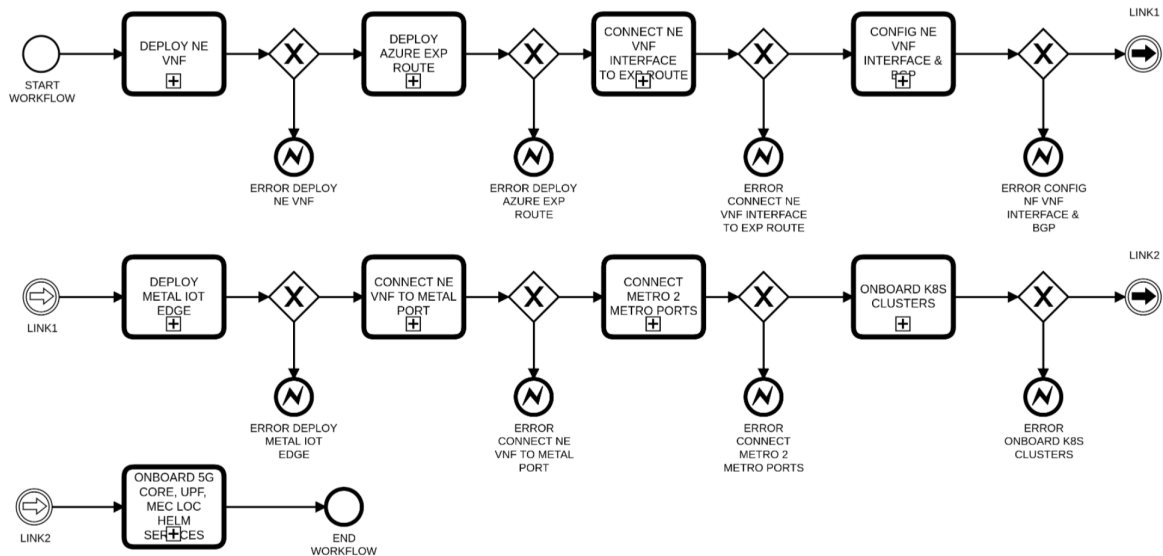 LINK1
DEPLOY NE
VNF
DEPLOY
AZURE EXP
ROUTE
CONNECT NE
VNF
INTERFACE
TO EXP ROUTE
CONFIG NE
VNF
INTERFACE &
BGP
X
X
X
X
START
WORKFLOW
ERROR DEPLOY
NE VNF
ERROR DEPLOY
AZURE EXP
ROUTE
ERROR
CONNECT NE
VNF INTERFACE
TO EXP ROUTE
ERROR CONFIG
NF VNF
INTERFACE &
BGP
LINK2
LINK1
DEPLOY
METAL IOT
EDGE
CONNECT NE
VNF TO METAL
PORT
CONNECT
METRO 2
METRO PORTS
ONBOARD K8S
CLUSTERS
X
X
X
X
ERROR DEPLOY
METAL IOT
EDGE
ERROR
CONNECT NE
VNF TO METAL
PORT
ERROR
CONNECT
METRO 2
METRO PORTS
ERROR
ONBOARD K8S
CLUSTERS
LINK2
ONBOARD 5G
CORE, UPF,
MEC LOC
HELM
SERVICES
END
WORKFLOW